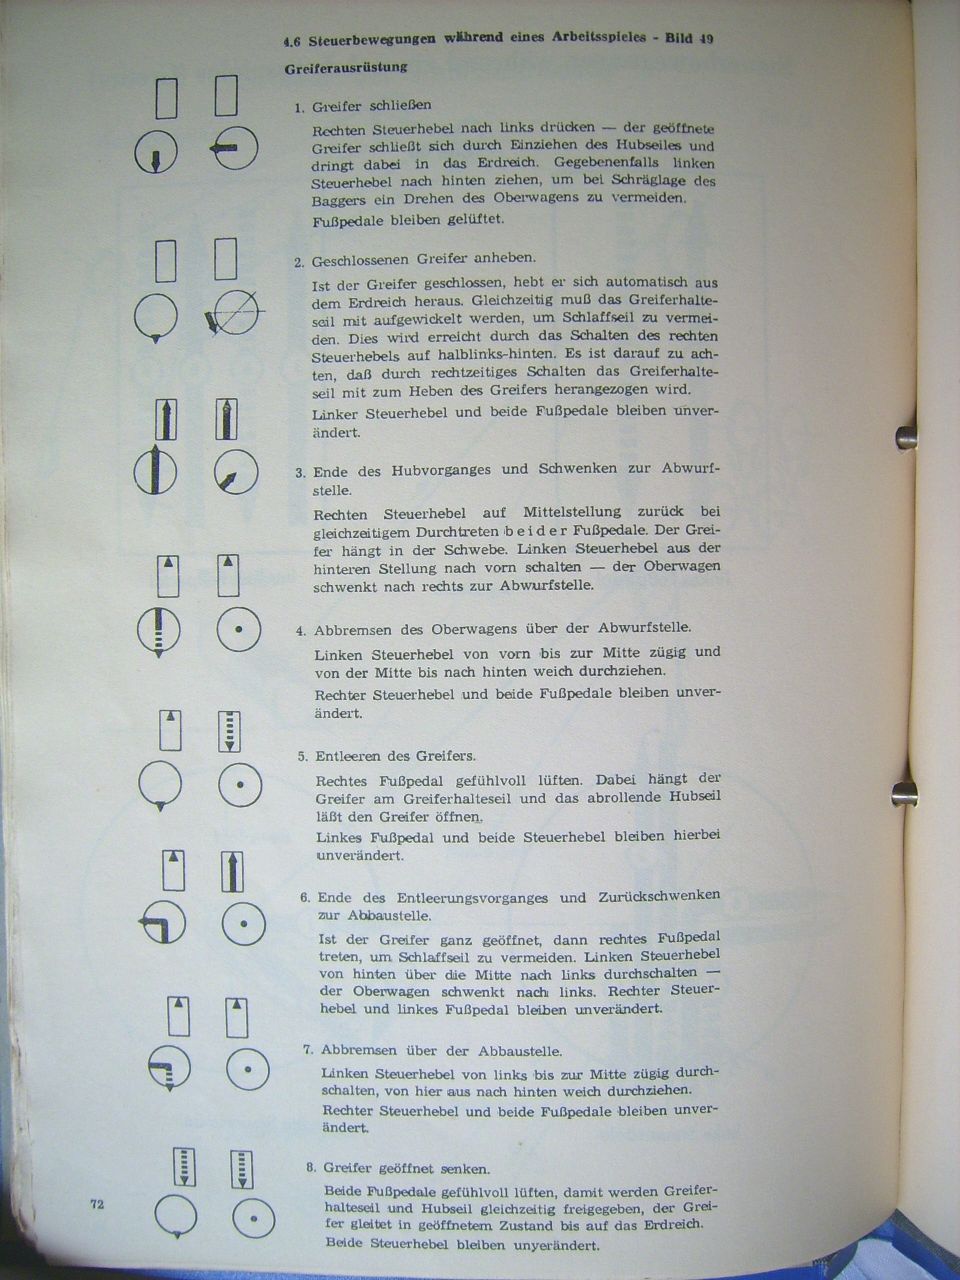 4.6 Steuerbewegungen während eines Arbeitsspieles - Bild 49
Greiferausrüstung
1. Greifer schließen
Rechten Steuerhebel nach links drücken — der geöffnete
Greifer schließt sich durch Einziehen des Hubseiles und
dringt dabei in das Erdreich. Gegebenenfalls linken
Steuerhebel nach hinten ziehen, um bei Schräglage des
Baggers ein Drehen des Oberwagens zu vermeiden.
Fußpedale bleiben gelüftet.
2. Geschlossenen Greifer anheben.
Ist der Greifer geschlossen, hebt er sich automatisch aus
dem Erdreich heraus. Gleichzeitig muß das Greiferhalte-
seil mit aufgewickelt werden, um Schlaffseil zu vermei-
den. Dies wird erreicht durch das Schalten des rechten
Steuerhebels auf halblinks-hinten. Es ist darauf zu ach-
ten, daß durch rechtzeitiges Schalten das Greiferhalte-
seil mit zum Heben des Greifers herangezogen wird.
Linker Steuerhebel und beide Fußpedale bleiben unver-
ändert.
3. Ende des Hubvorganges und Schwenken zur Abwurf-
stelle.
Rechten Steuerhebel auf Mittelstellung zurück bei
gleichzeitigem Durchtreten b e i d e r Fußpedale. Der Grei-
fer hängt in der Schwebe. Linken Steuerhebel aus der
hinteren Stellung nach vorn schalten — der Oberwagen
schwenkt nach rechts zur Abwurfstelle.
4. Abbremsen des Oberwagens über der Abwurfstelle.
Linken Steuerhebel von vorn bis zur Mitte zügig und
von der Mitte bis nach hinten weich durchziehen.
Rechter Steuerhebel und beide Fußpedale bleiben unver-
ändert.
5. Entleeren des Greifers.
Rechtes Fußpedal gefühlvoll lüften. Dabei hängt der
Greifer am Greiferhalteseil und das abrollende Hubseil
läßt den Greifer öffnen.
Linkes Fußpedal und beide Steuerhebel bleiben hierbei
unverändert.
6. Ende des Entleerungsvorganges und Zurückschwenken
zur Abbaustelle.
Ist der Greifer ganz geöffnet, dann rechtes Fußpedal
treten, um Schlaffseil zu vermeiden. Linken Steuerhebel
von hinten über die Mitte nach links durchschalten —
der Oberwagen schwenkt nach links. Rechter Steuer-
hebel und linkes Fußpedal bleiben unverändert.
7. Abbremsen über der Abbaustelle.
Linken Steuerhebel von links bis zur Mitte zügig durch-
schalten, von hier aus nach hinten weich durchziehen.
Rechter Steuerhebel und beide Fußpedale bleiben unver-
ändert.
8. Greifer geöffnet senken.
Beide Fußpedale gefühlvoll lüften, damit werden Greifer-
halteseil und Hubseil gleichzeitig freigegeben, der Grei-
fer gleitet in geöffnetem Zustand bis auf das Erdreich.
Beide Steuerhebel bleiben unyerändert.
72